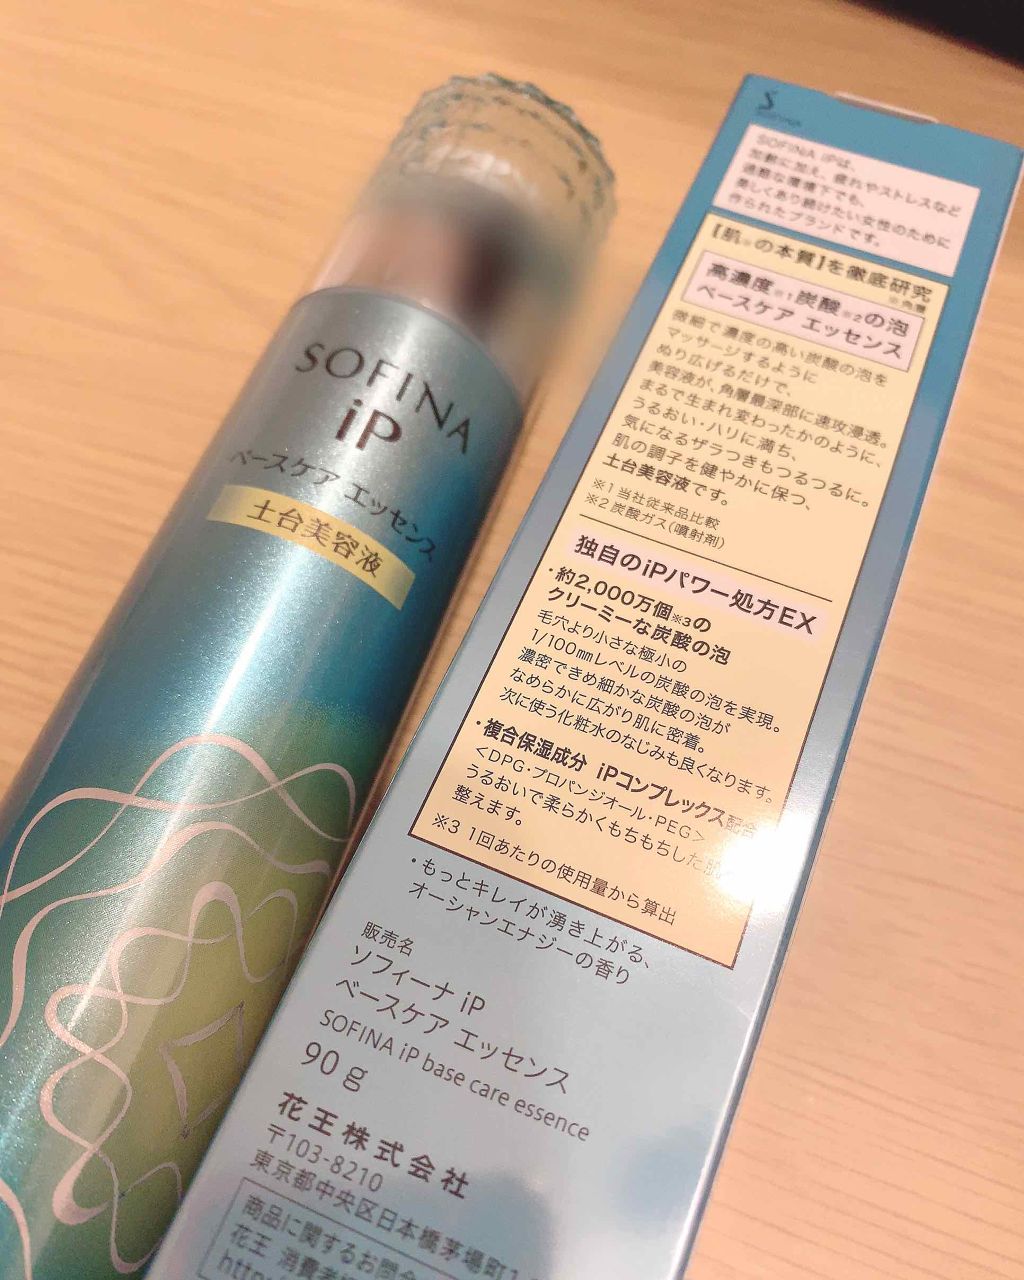 SOFINA
iP
ベースケア エッセンス
土台美容液
SOFINA iPは、
加齢に加え、疲れやストレスなど
過酷な環境下でも、
美しくあり続けたい女性のために
作られたブランドです。
【肌※の本質】を徹底研究
※角層
高濃度※1炭酸※2の泡
ベースケア エッセンス
微細で濃度の高い炭酸の泡を
マッサージするように
ぬり広げるだけで、
美容液が、角層最深部に速攻浸透。
まるで生まれ変わったかのように、
うるおい・ハリに満ち、
気になるザラつきもつるつるに。
肌の調子を健やかに保つ、
土台美容液です。
※1 当社従来品比較
※2 炭酸ガス(噴射剤)
独自のiPパワー処方EX
・約2,000万個※3の
クリーミーな炭酸の泡
毛穴より小さな極小の
1/100㎜レベルの炭酸の泡を実現。
濃密できめ細かな炭酸の泡が
なめらかに広がり肌に密着。
次に使う化粧水のなじみも良くなります。
・複合保湿成分 iPコンプレックス配合
<DPG・プロパンジオール・PEG>
うるおいで柔らかくもちもちした肌
整えます。
※3 1回あたりの使用量から算出
・もっとキレイが湧き上がる、
オーシャンエナジーの香り
販売名
ソフィーナ iP
ベースケア エッセンス
SOFINA iP base care essence
90 g
花王株式会社
〒103-8210
東京都中央区日本橋茅場町1
商品に関するお問合
花王 消費者
http